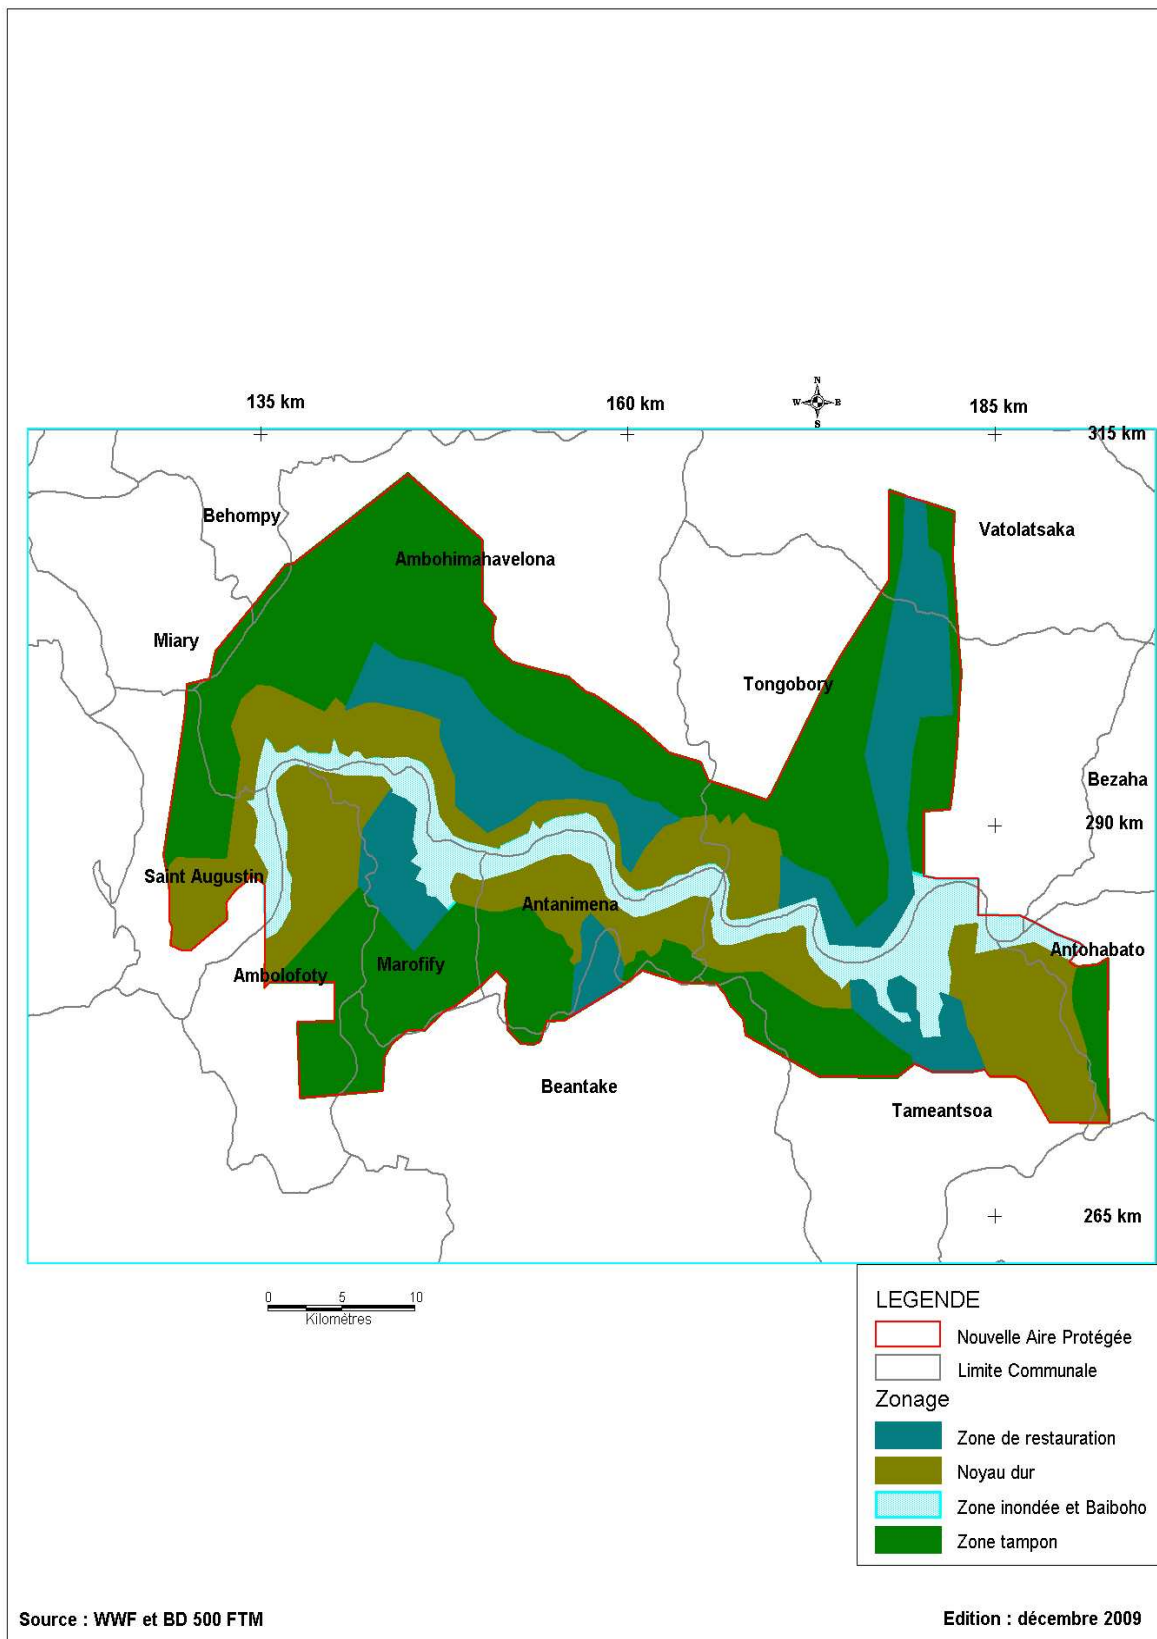 N
W E
S
135 km
160 km
185 km
315 km
Behompy
Vatolatsaka
Ambohimahavelona
Miary
Tongobory
Bezaha
290 km
Saint Augustin
Antanimena
Antohabato
Marofify
Ambolofoty
Beantake
Tameantsoa
265 km
0 5 10
Kilomètres
LEGENDE
Nouvelle Aire Protégée
Limite Communale
Zonage
Zone de restauration
Noyau dur
Zone inondée et Baiboho
Zone tampon
Source : WWF et BD 500 FTM
Edition : décembre 2009